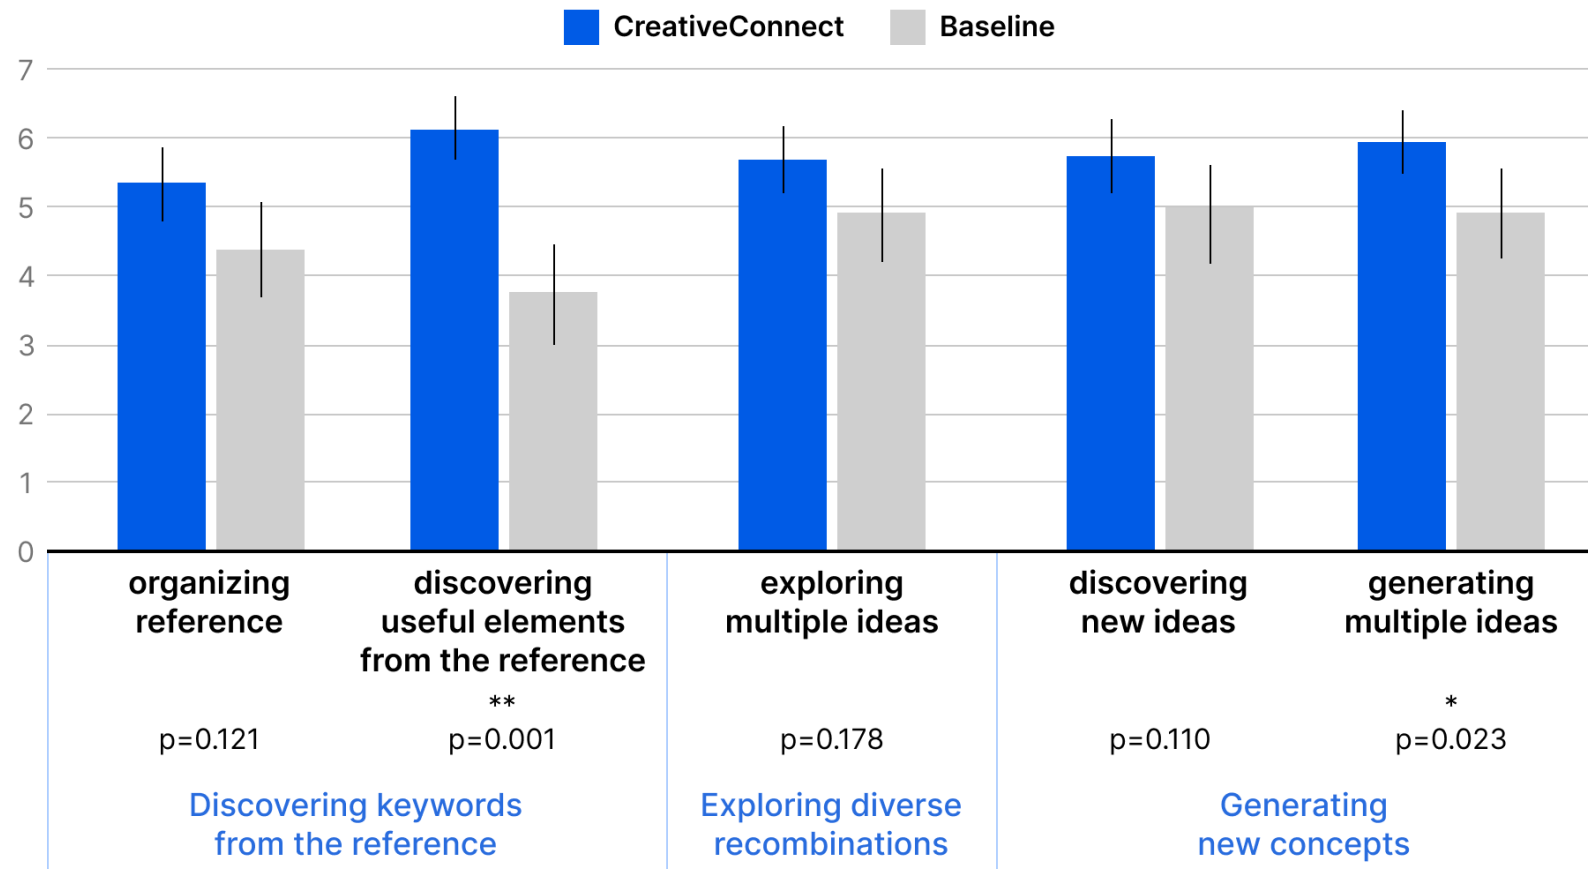 CreativeConnect Baseline
7
6
5
4
3
2
1
0
organizing
reference
discovering
useful elements
from the reference
exploring
multiple ideas
discovering
new ideas
generating
multiple ideas
** *
p=0.121 p=0.001 p=0.178 p=0.110 p=0.023
Discovering keywords
from the reference
Exploring diverse
recombinations
Generating
new concepts